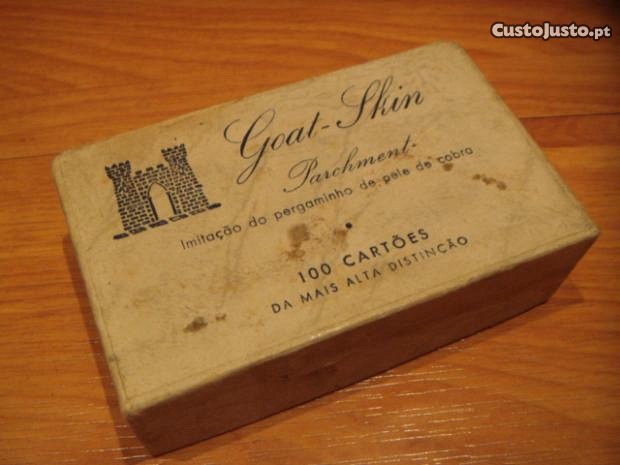 CustoJusto.pt
Goat-Skin
Parchment-
Imitação do pergaminho de pele de cabra
100 CARTÕES
DA MAIS ALTA DISTINÇÃO